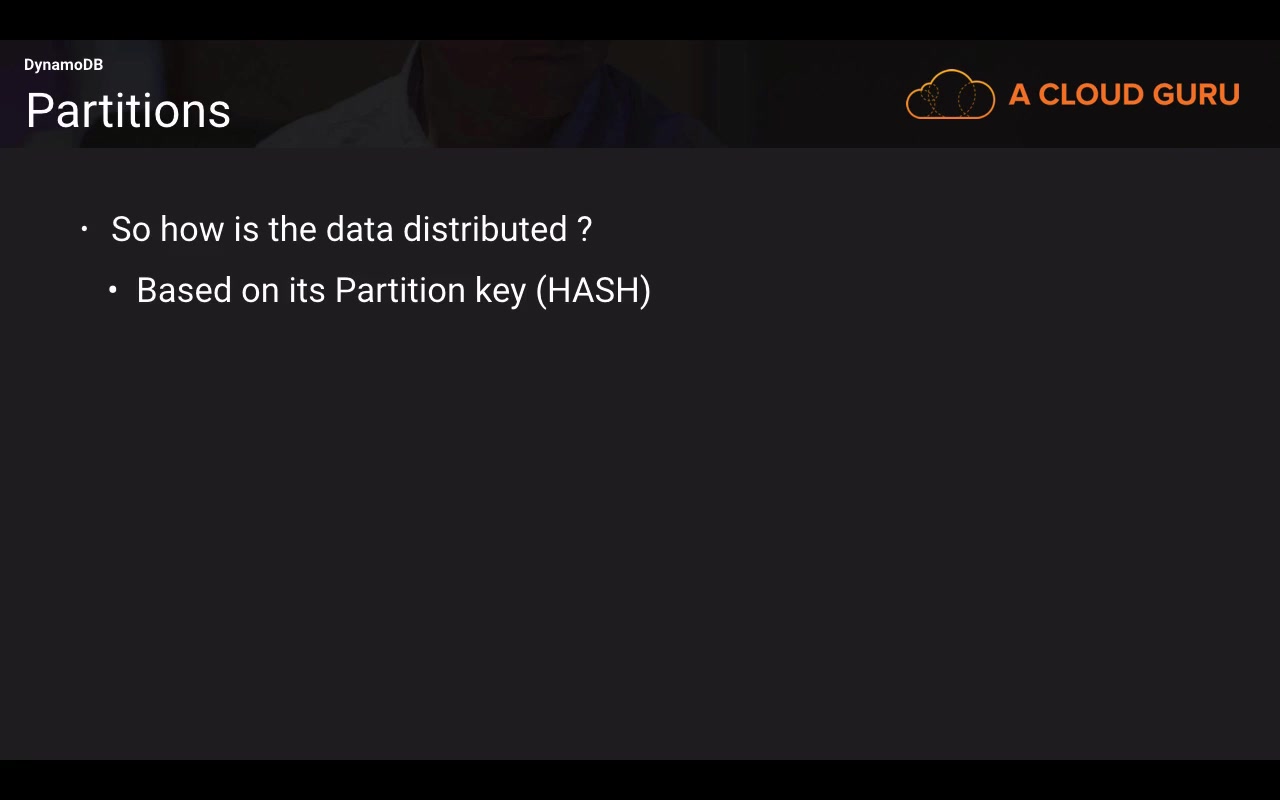 DynamoDB
Partitions
A CLOUD GURU
• So how is the data distributed ?
• Based on its Partition key (HASH)